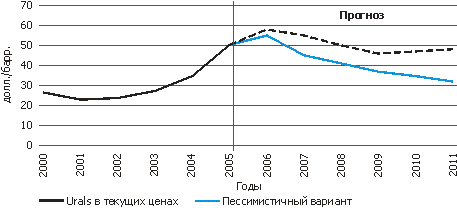 70
Прогноз
60
50
40
30
20
10
0
долл./барр.
2000 2001 2002 2003 2004 2005 2006 2007 2008 2009 2010 2011
Годы
Urals в текущих ценах Пессимистичный вариант